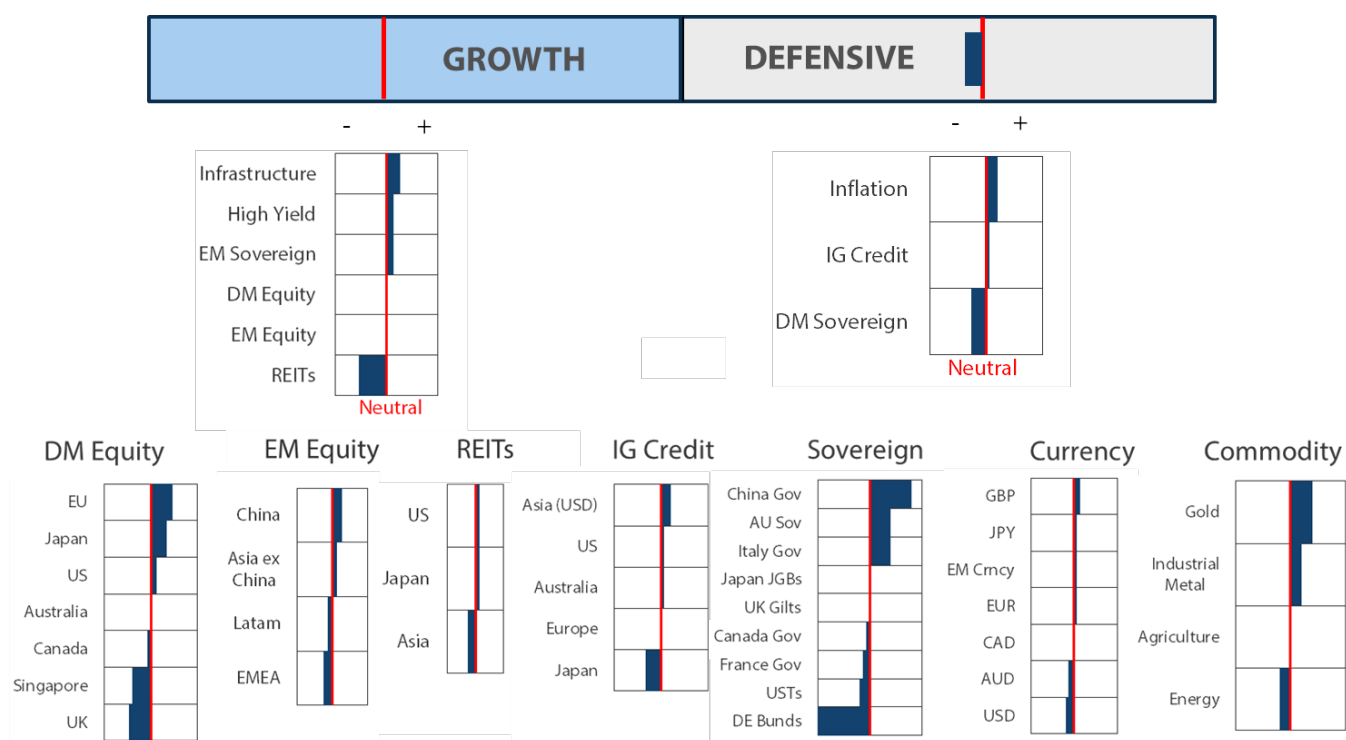 GROWTH
DEFENSIVE
- +
- +
Infrastructure
High Yield
EM Sovereign
DM Equity
EM Equity
REITs
Neutral
Inflation
IG Credit
DM Sovereign
Neutral
DM Equity
EU
Japan
US
Australia
Canada
Singapore
UK
EM Equity
China
Asia ex
China
Latam
EMEA
REITs
US
Japan
Asia
IG Credit
Asia (USD)
US
Australia
Europe
Japan
Sovereign
China Gov
AU Sov
Italy Gov
Japan JGBs
UK Gilts
Canada Gov
France Gov
USTs
DE Bunds
Currency
GBP
JPY
EM Crncy
EUR
CAD
AUD
USD
Commodity
Gold
Industrial
Metal
Agriculture
Energy